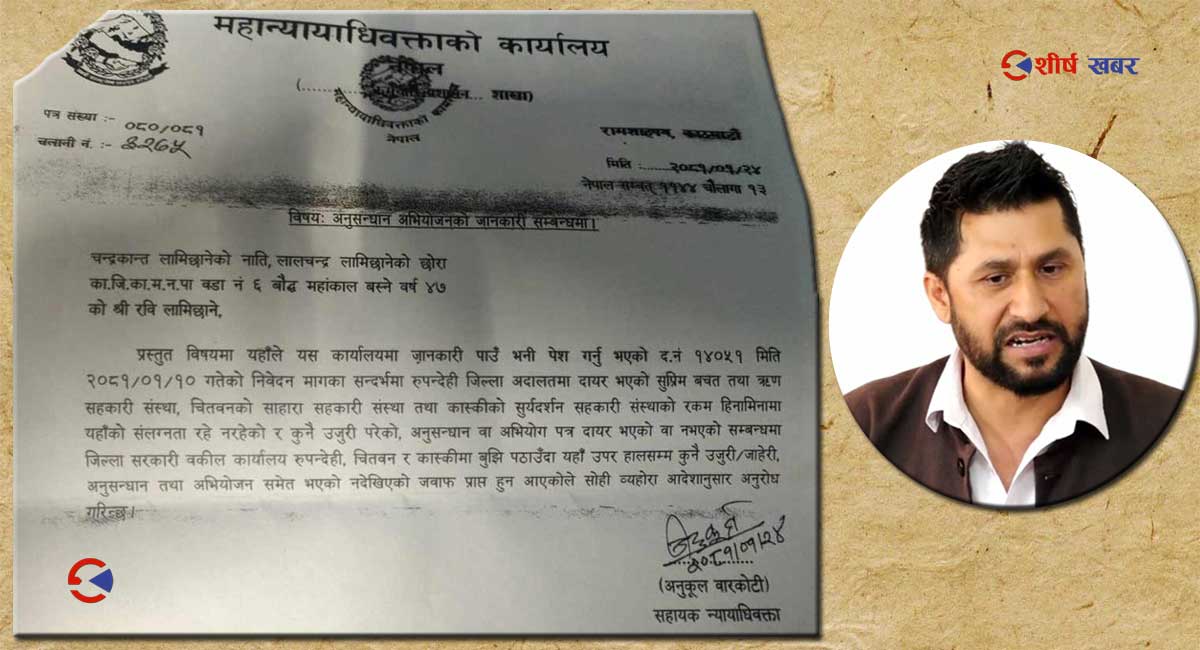 महान्यायाधिवक्ताको कार्यालय
शाखा)
महान्यायाधिवक्ताको
नेपाल
शीर्ष खबर
पत्र संख्या :- ०८०/०८१
चलानी नं. :-
रामशाहपथ, काठमाडौं
मिति :...... २०८१/०१/२४
नेपाल सम्बत् ११४४ चौलागा १३
विषयः अनुसन्धान अभियोजनको जानकारी सम्बन्धमा।
चन्द्रकान्त लामिछानेको नाति, लालचन्द्र लामिछानेको छोरा
का.जि.का.म.न.पा वडा नं ६ बौद्ध महांकाल बस्ने वर्ष ४७
को श्री रवि लामिछाने,
प्रस्तुत विषयमा यहाँले यस कार्यालयमा जानकारी पाउँ भनी पेश गर्नु भएको द.नं १४०५१ मिति
२०८१/०१/१० गतेको निवेदन मागका सन्दर्भमा रुपन्देही जिल्ला अदालतमा दायर भएको सुप्रिम बचत तथा ऋण
सहकारी संस्था, चितवनको साहारा सहकारी संस्था तथा कास्कीको सुर्यदर्शन सहकारी संस्थाको रकम हिनामिनामा
यहाँको संलग्नता रहे नरहेको र कुनै उजुरी परेको, अनुसन्धान वा अभियोग पत्र दायर भएको वा नभएको सम्बन्धमा
जिल्ला सरकारी वकील कार्यालय रुपन्देही, चितवन र कास्कीमा बुझि पठाउँदा यहाँ उपर हालसम्म कुनै उजुरी/जाहेरी,
अनुसन्धान तथा अभियोजन समेत भएको नदेखिएको जवाफ प्राप्त हुन आएकोले सोही व्यहोरा आदेशानुसार अनुरोध
गरिन्छ।
२०८१/०१/२४
(अनुकूल वारकोटी)
सहायक न्यायाधिवक्ता